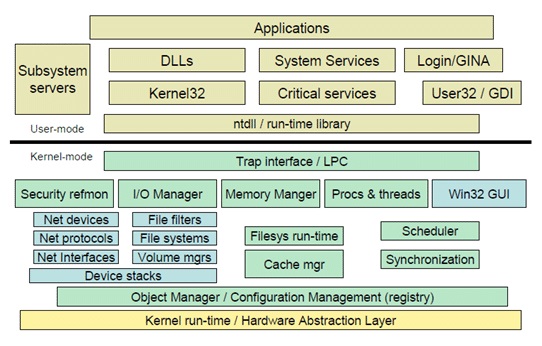 Applications
Subsystem
servers
DLLs
System Services
Login/GINA
Kernel32
Critical services
User32 / GDI
User-mode
ntdll / run-time library
Kernel-mode
Trap interface / LPC
Security refmon
I/O Manager
Memory Manger
Procs & threads
Win32 GUI
Net devices
File filters
Net protocols
File systems
Net Interfaces
Volume mgrs
Device stacks
Filesys run-time
Cache mgr
Scheduler
Synchronization
Object Manager / Configuration Management (registry)
Kernel run-time / Hardware Abstraction Layer